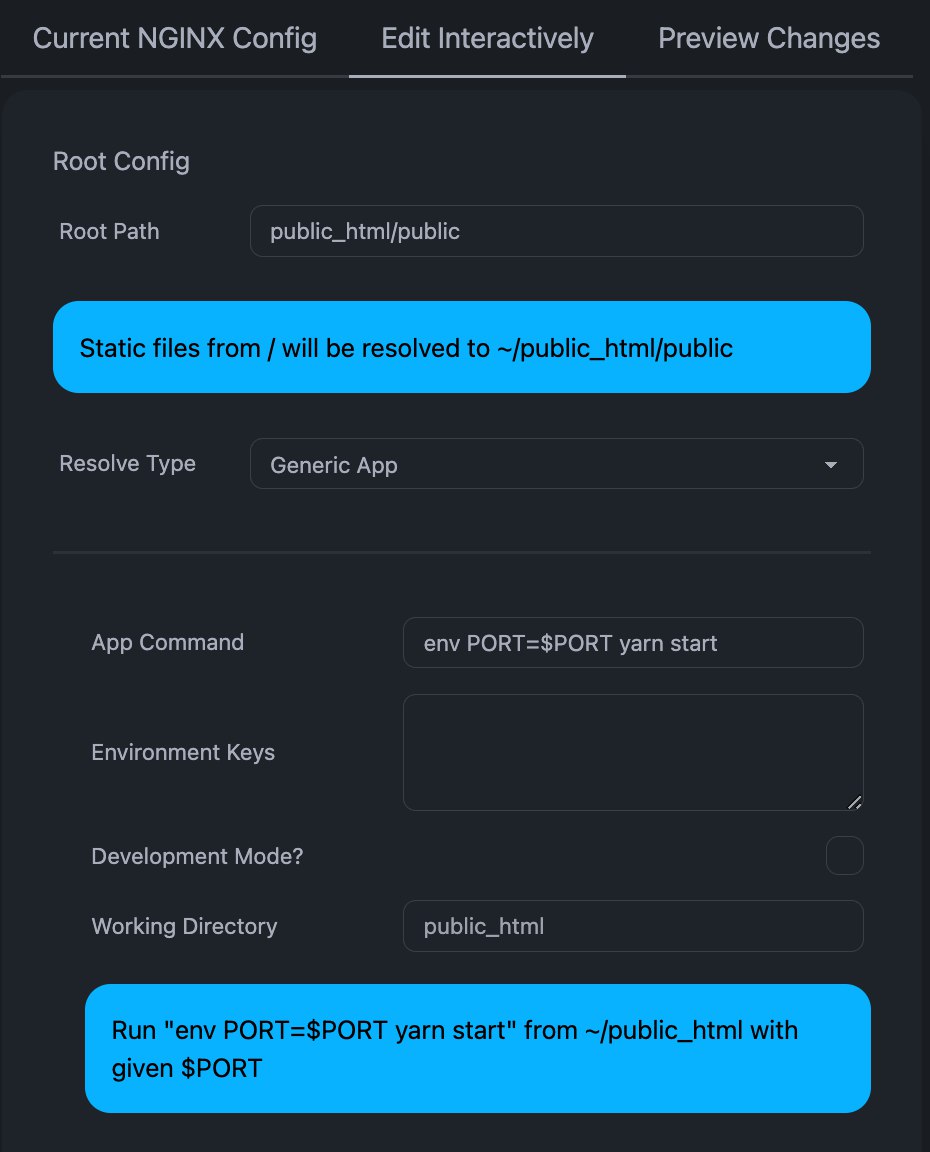 Current NGINX Config Edit Interactively Preview Changes
Root Config
Root Path public_html/public
Static files from / will be resolved to ~/public_html/public
Resolve Type Generic App
App Command env PORT=$PORT yarn start
Environment Keys
Development Mode?
Working Directory public_html
Run "env PORT=$PORT yarn start" from ~/public_html with
given $PORT